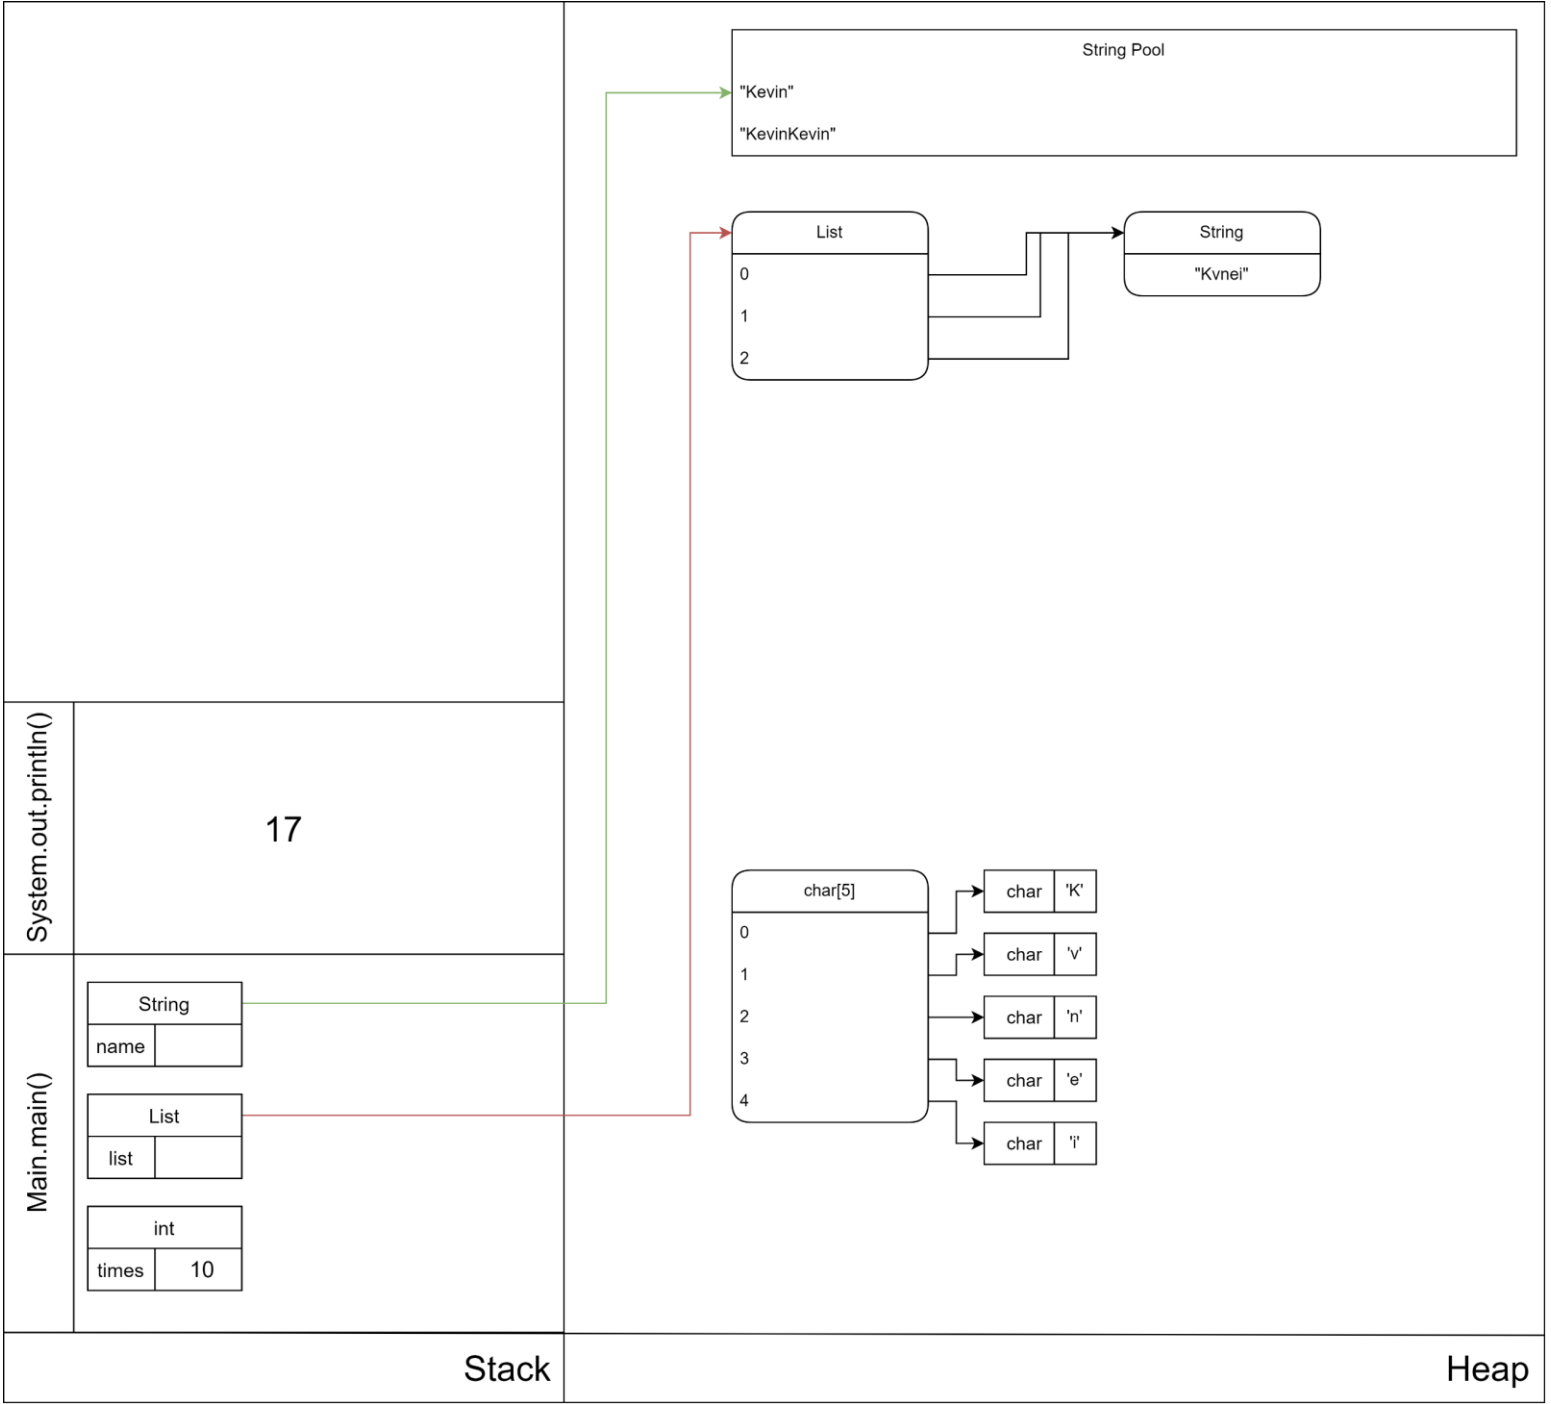 String Pool
"Kevin"
"KevinKevin"
List
0
1
2
String
"Kvnei"
System.out.println()
17
char[5]
0
1
2
3
4
char 'K'
char 'v'
char 'n'
char 'e'
char 'i'
Main.main()
String
name
List
list
int
times 10
Stack
Heap